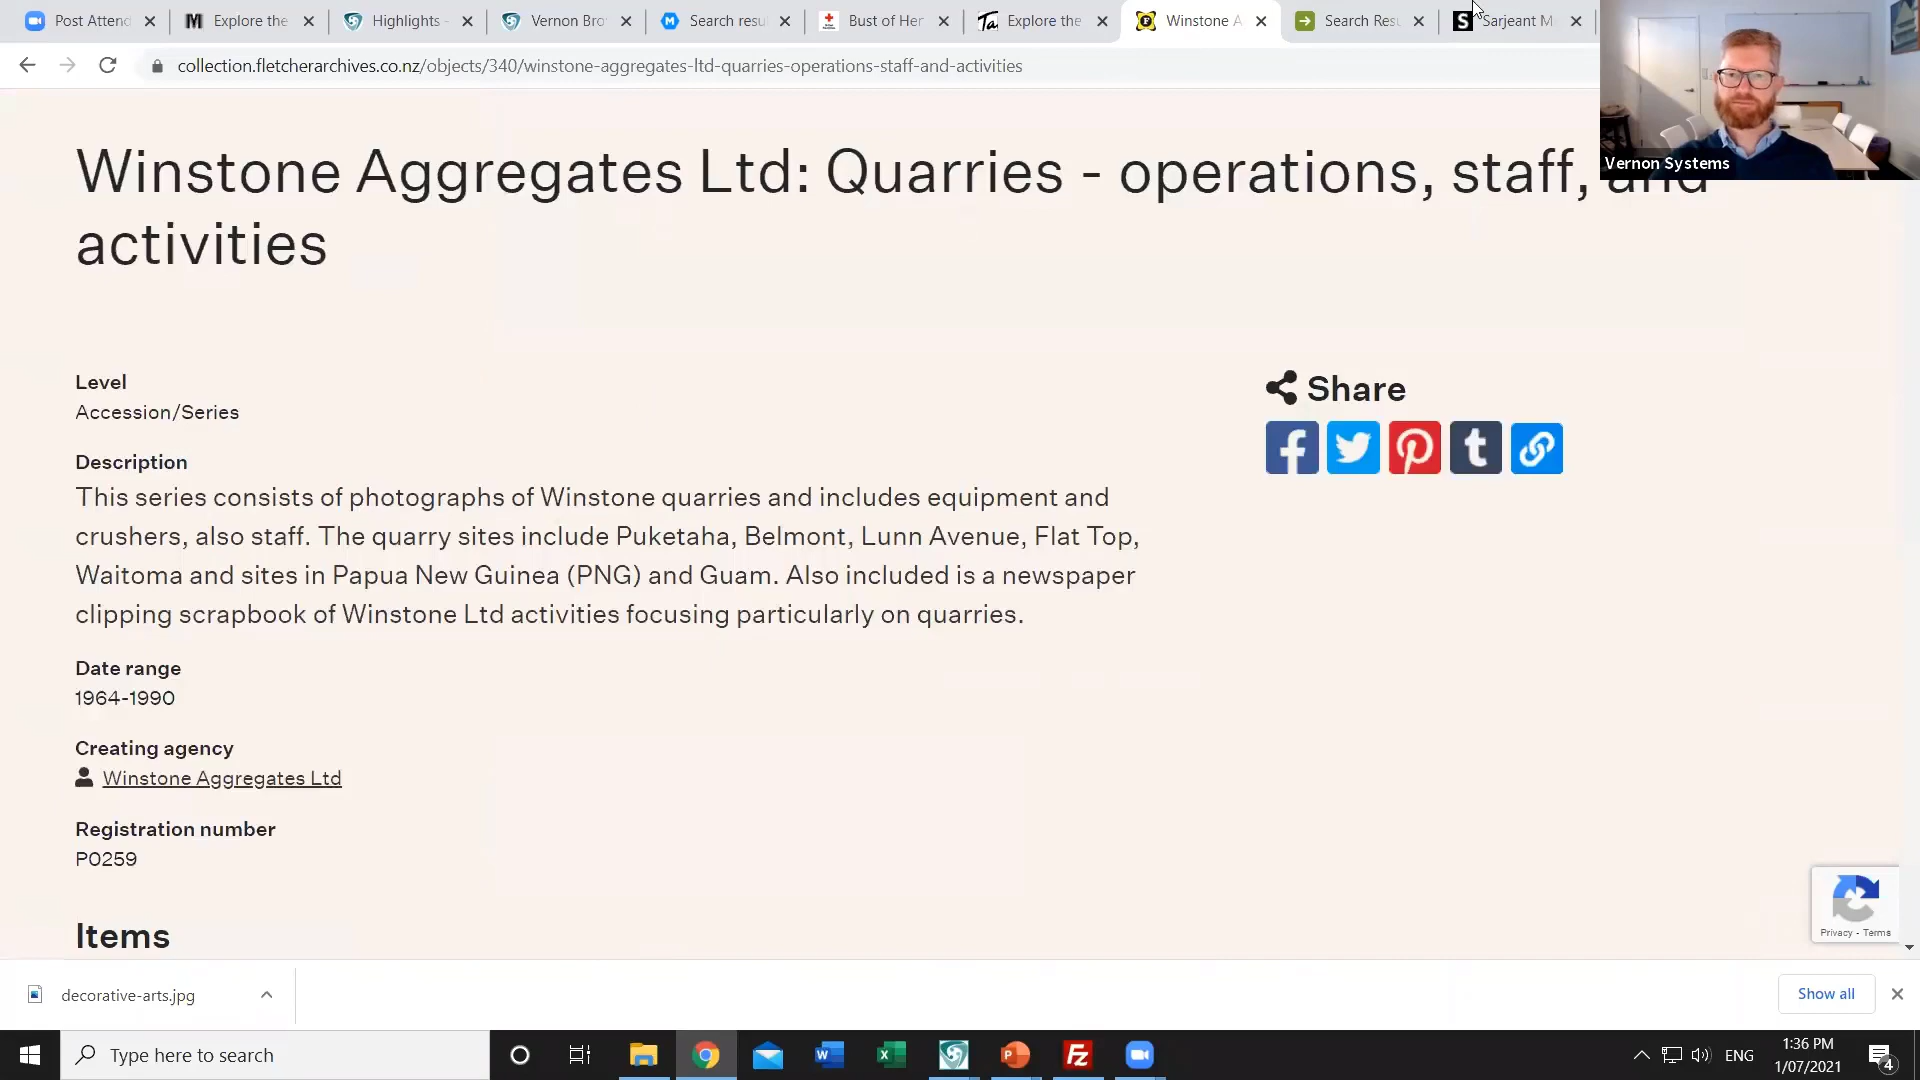 Post Attend
Explore the
Highlights -
Vernon Bro
Search resu
Bust of Her
Explore the
Winstone A
Search Resu
Sarjeant M
collection.fletcherarchives.co.nz/objects/340/winstone-aggregates-ltd-quarries-operations-staff-and-activities
Vernon Systems
Winstone Aggregates Ltd: Quarries - operations, staff, and
activities
Level
Accession/Series
Description
This series consists of photographs of Winstone quarries and includes equipment and
crushers, also staff. The quarry sites include Puketaha, Belmont, Lunn Avenue, Flat Top,
Waitoma and sites in Papua New Guinea (PNG) and Guam. Also included is a newspaper
clipping scrapbook of Winstone Ltd activities focusing particularly on quarries.
Date range
1964-1990
Creating agency
Winstone Aggregates Ltd
Registration number
P0259
Items
Share
Privacy - Terms
decorative-arts.jpg
Show all
Type here to search
ENG
1:36 PM
1/07/2021
4